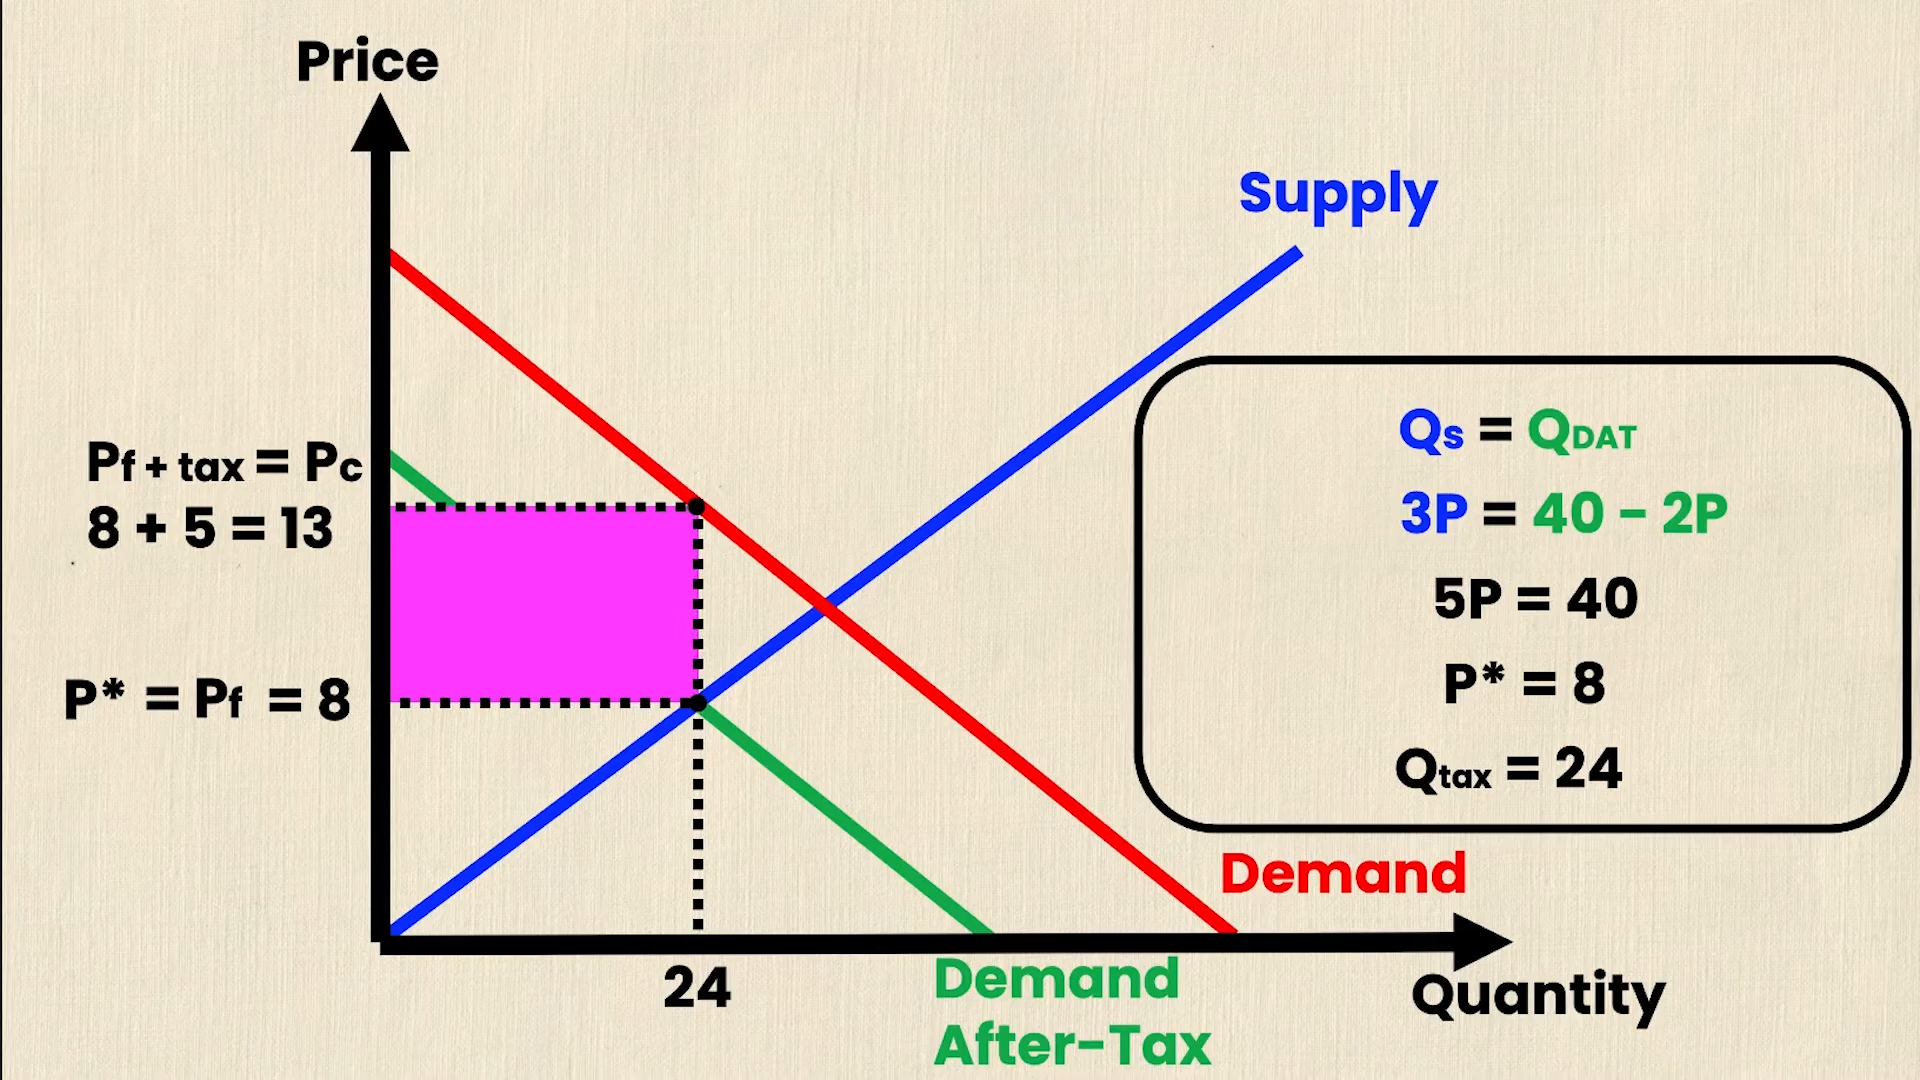 Price
Supply
Pf + tax = Pc
8 + 5 = 13
P* = Pf = 8
Qs = QDAT
3P = 40 - 2P
5P = 40
P* = 8
Qtax = 24
Demand
24
Demand
After-Tax
Quantity